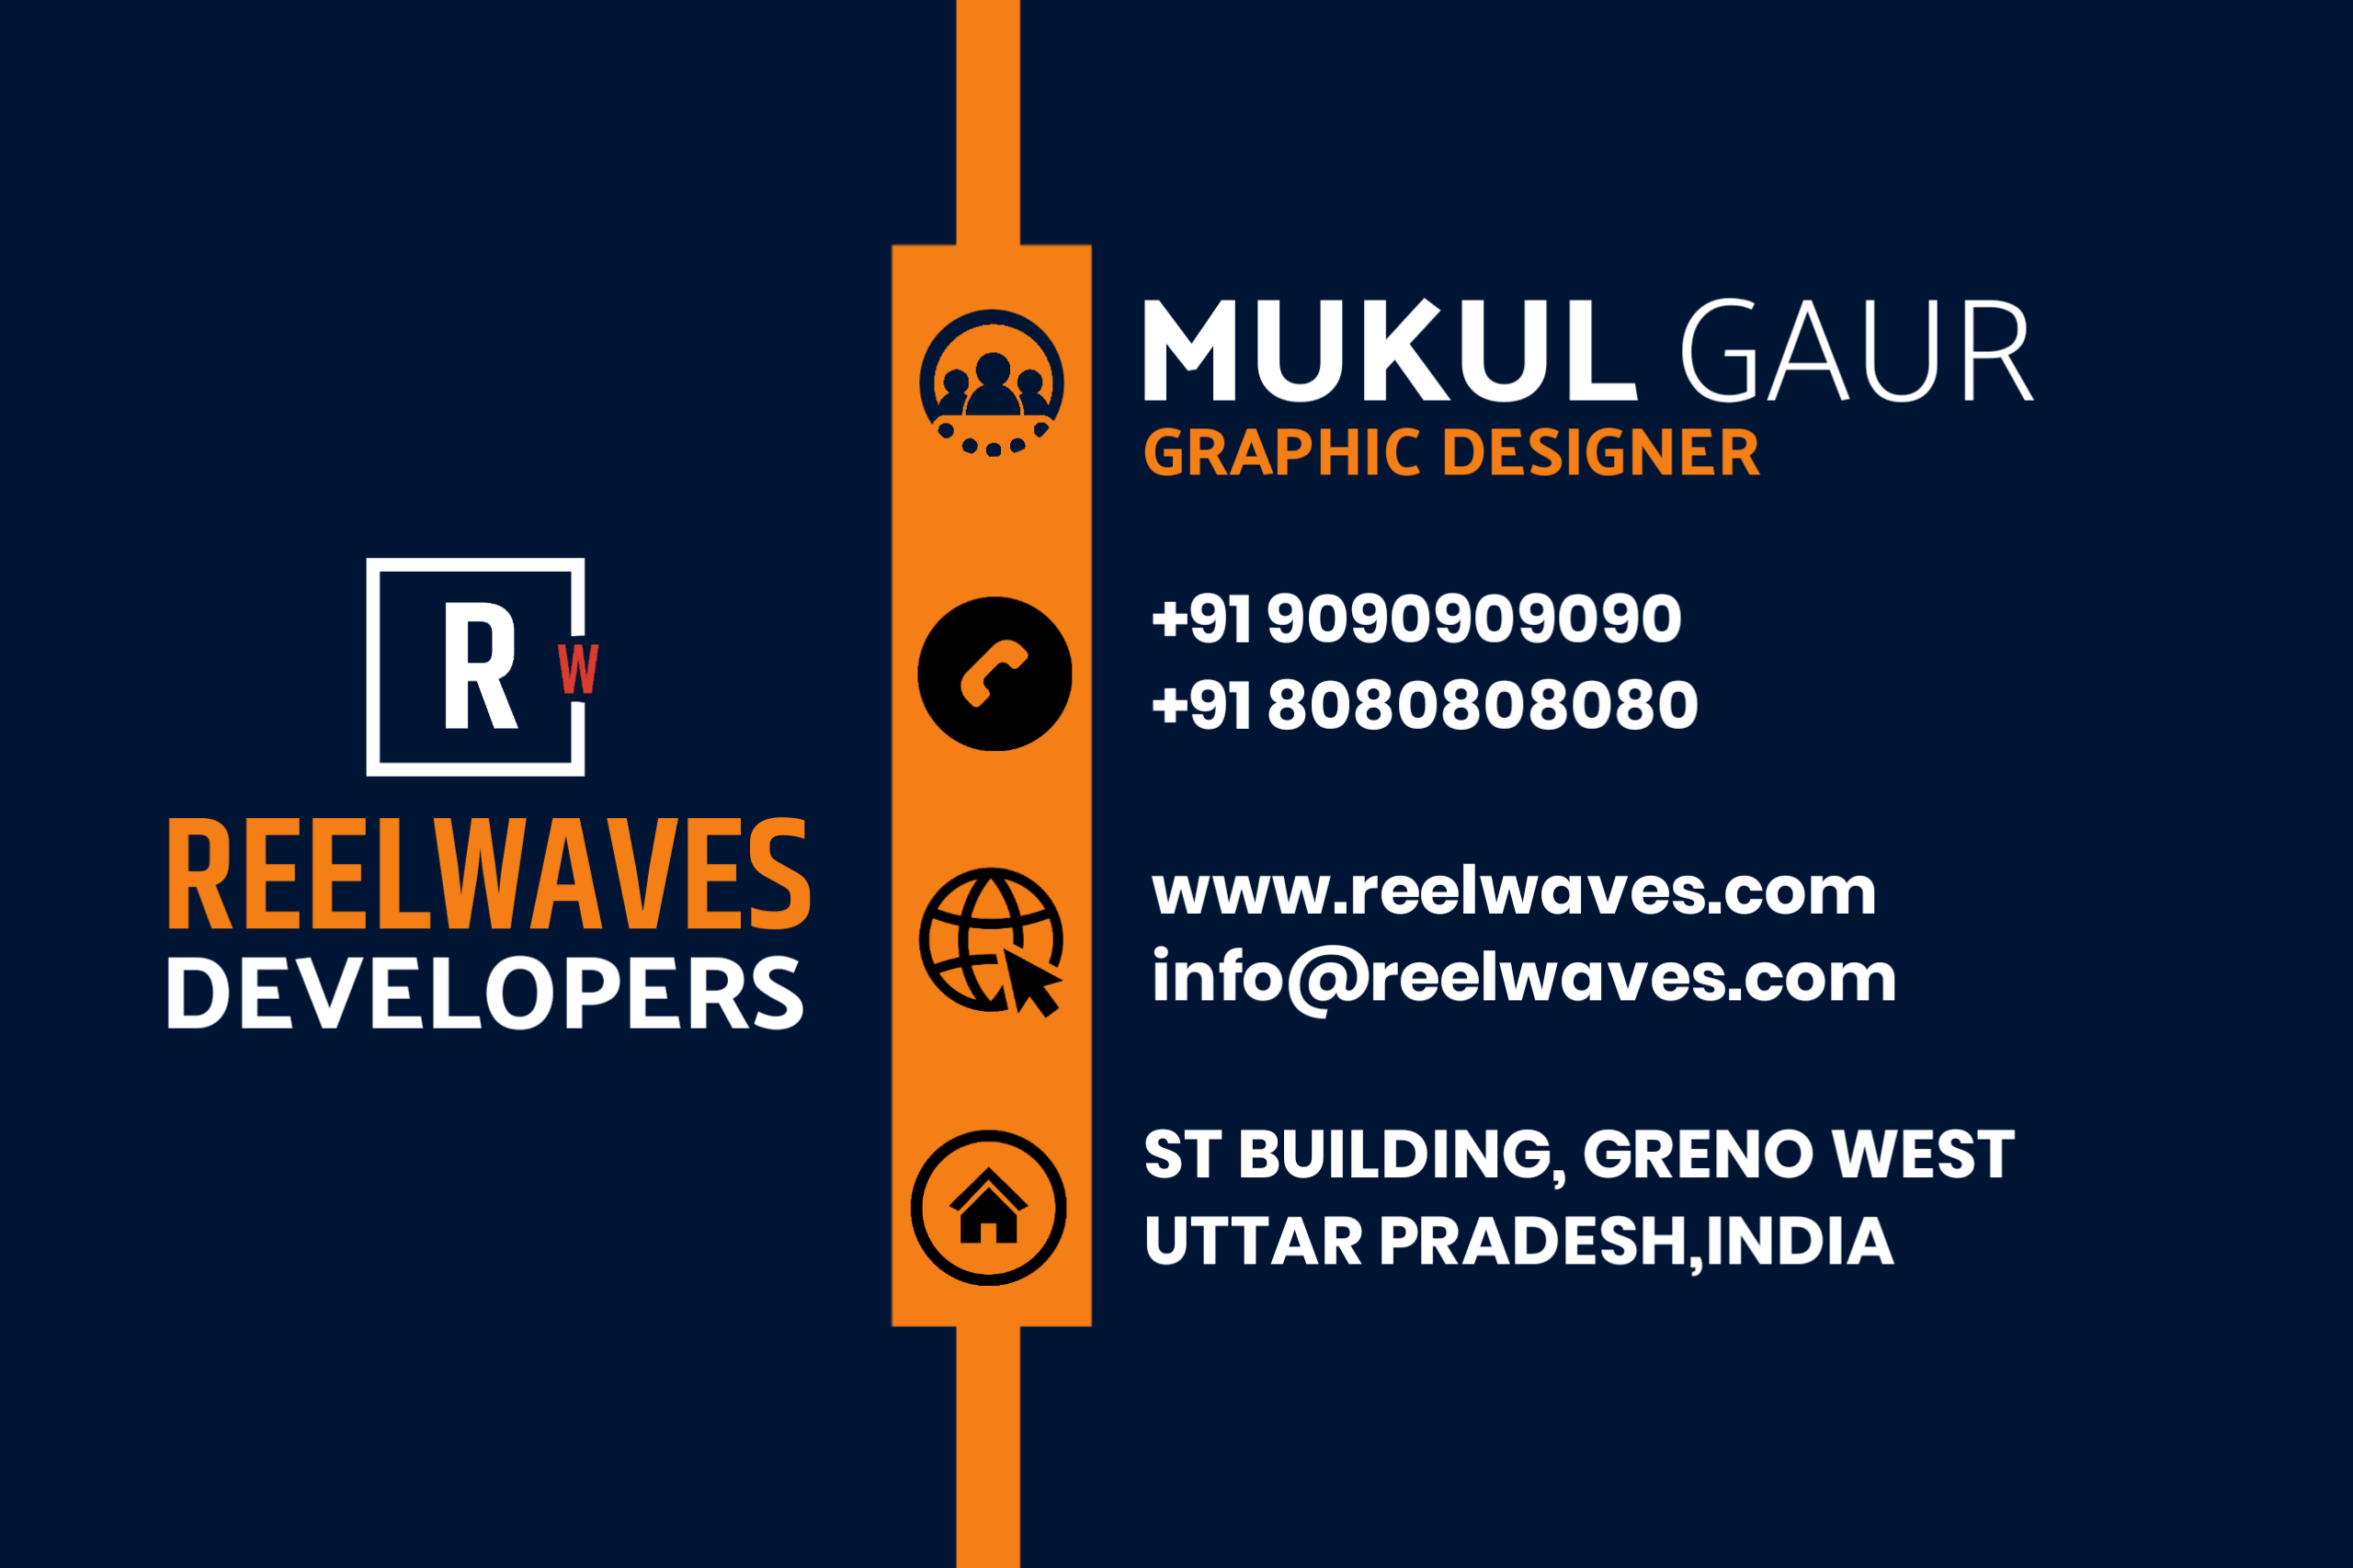 R
W
REELWAVES
DEVELOPERS
MUKUL GAUR
GRAPHIC DESIGNER
+91 9090909090
+91 8080808080
www.reelwaves.com
info@reelwaves.com
ST BUILDING, GRENO WEST
UTTAR PRADESH,INDIA